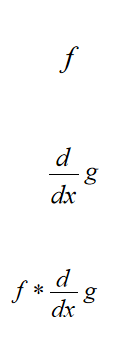 f
d/dx g
f * d/dx g